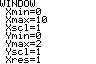 WINDOW
Xmin=0
Xmax=10
Xscl=1
Ymin=0
Ymax=2
Yscl=1
Xres=1